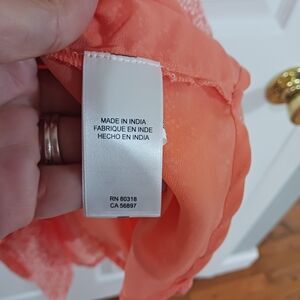 MADE IN INDIA
FABRIQUE EN INDE
HECHO EN INDIA
RN 80318
CA 56897